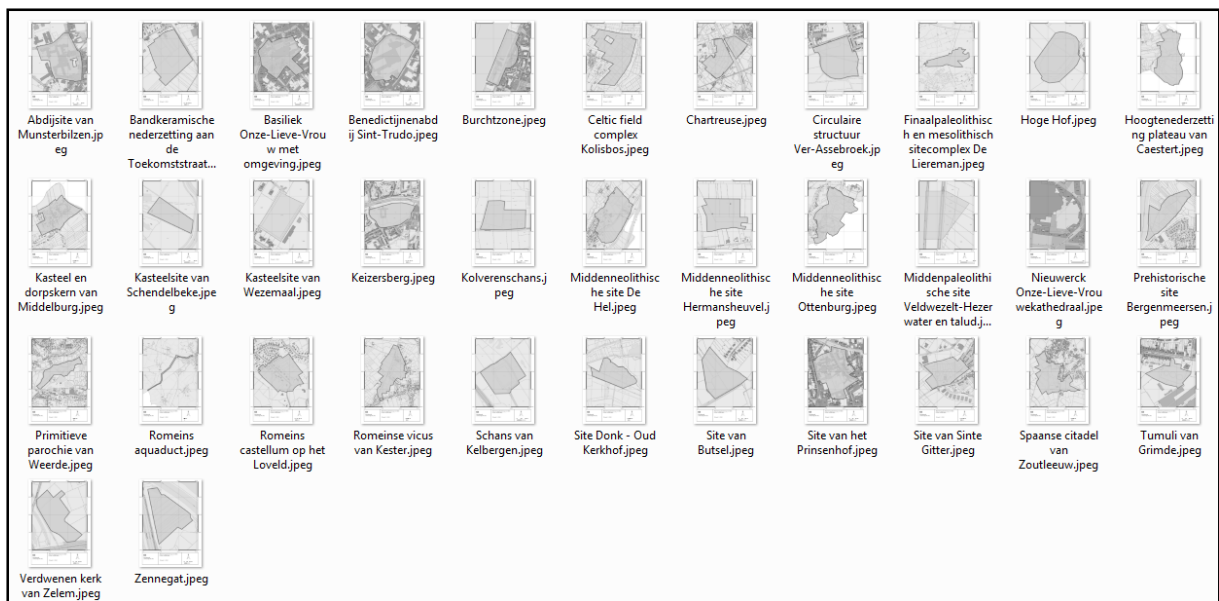 Abdijsite van
Munsterbilzen.jp
eg
Bandkeramische
nederzetting aan
de
Toekomststraat...
Basiliek
Onze-Lieve-Vrou
w met
omgeving.jpeg
Benedictijnenabd
ij Sint-Trudo.jpeg
Burchtzone.jpeg
Celtic field
complex
Kolisbos.jpeg
Chartreuse.jpeg
Circulaire
structuur
Ver-Assebroek.jp
eg
Finaalpaleolithisc
h en mesolithisch
sitecomplex De
Liereman.jpeg
Hoge Hof.jpeg
Hoogtenederzetti
ng plateau van
Caestert.jpeg
Kasteel en
dorpskern van
Middelburg.jpeg
Kasteelsite van
Schendelbeke.jpe
g
Kasteelsite van
Wezemaal.jpeg
Keizersberg.jpeg
Kolverenschans.j
peg
Middenneolithisc
he site De
Hel.jpeg
Middenneolithisc
he site
Hermansheuvel.j
peg
Middenneolithisc
he site
Ottenburg.jpeg
Middenpaleolithi
sche site
Veldwezelt-Hezer
water en talud.j...
Nieuwerck
Onze-Lieve-Vrou
wekathedraal.jpe
g
Prehistorische
site
Bergenmeersen.j
peg
Primitieve
parochie van
Weerde.jpeg
Romeins
aquaduct.jpeg
Romeins
castellum op het
Loveld.jpeg
Romeinse vicus
van Kester.jpeg
Schans van
Kelbergen.jpeg
Site Donk - Oud
Kerkhof.jpeg
Site van
Butsel.jpeg
Site van het
Prinsenhof.jpeg
Site van Sinte
Gitter.jpeg
Spaanse citadel
van
Zoutleeuw.jpeg
Tumuli van
Grimde.jpeg
Verdwenen kerk
van Zelem.jpeg
Zennegat.jpeg